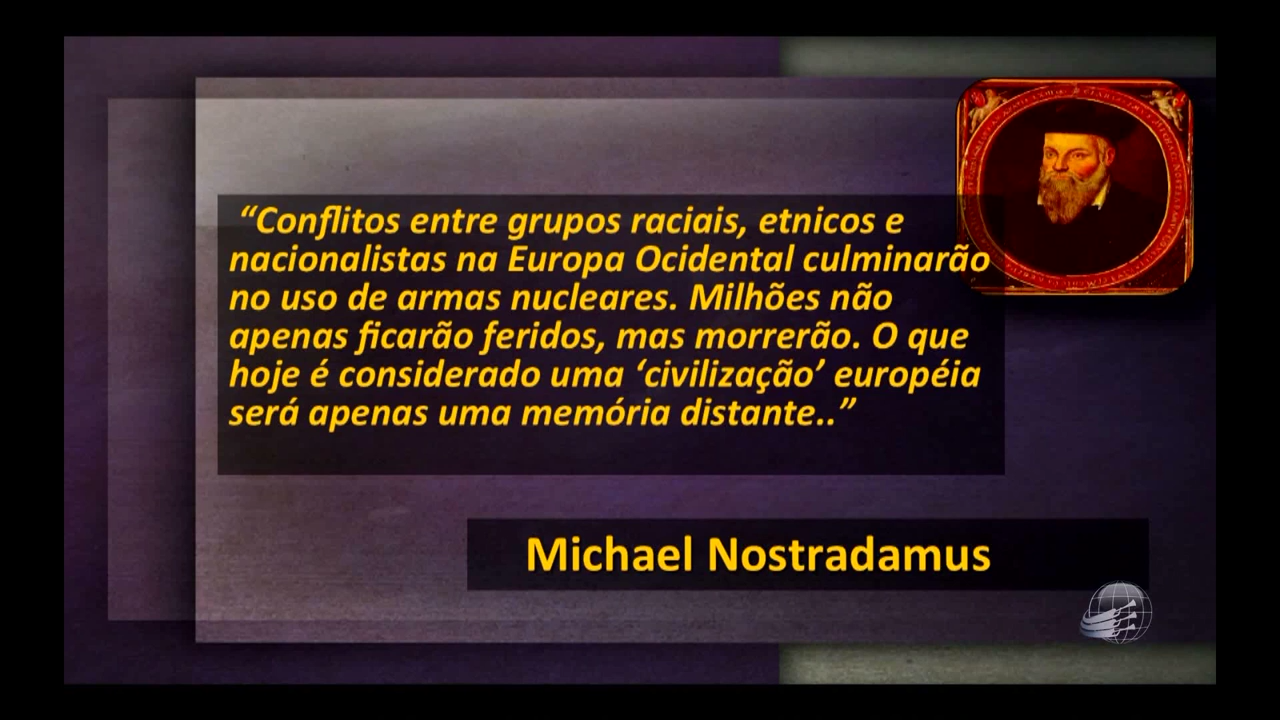 “Conflitos entre grupos raciais, etnicos e
nacionalistas na Europa Ocidental culminarão
no uso de armas nucleares. Milhões não
apenas ficarão feridos, mas morrerão. O que
hoje é considerado uma ‘civilização’ européia
será apenas uma memória distante..”
Michael Nostradamus